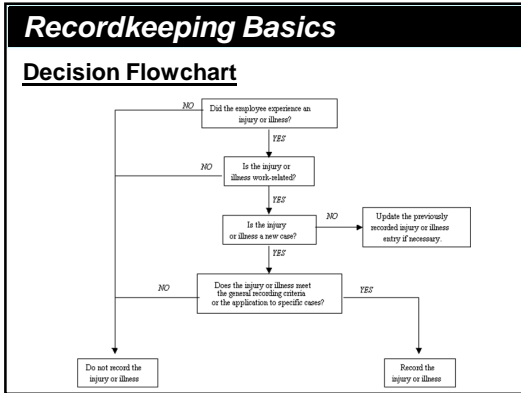 Recordkeeping Basics
Decision Flowchart
NO
Did the employee experience an
injury or illness?
YES
NO
Is the injury or
illness work-related?
YES
Is the injury
or illness a new case?
NO
Update the previously
recorded injury or illness
entry if necessary.
YES
NO
Does the injury or illness meet
the general recording criteria
or the application to specific cases?
YES
Do not record the
injury or illness
Record the
injury or illness